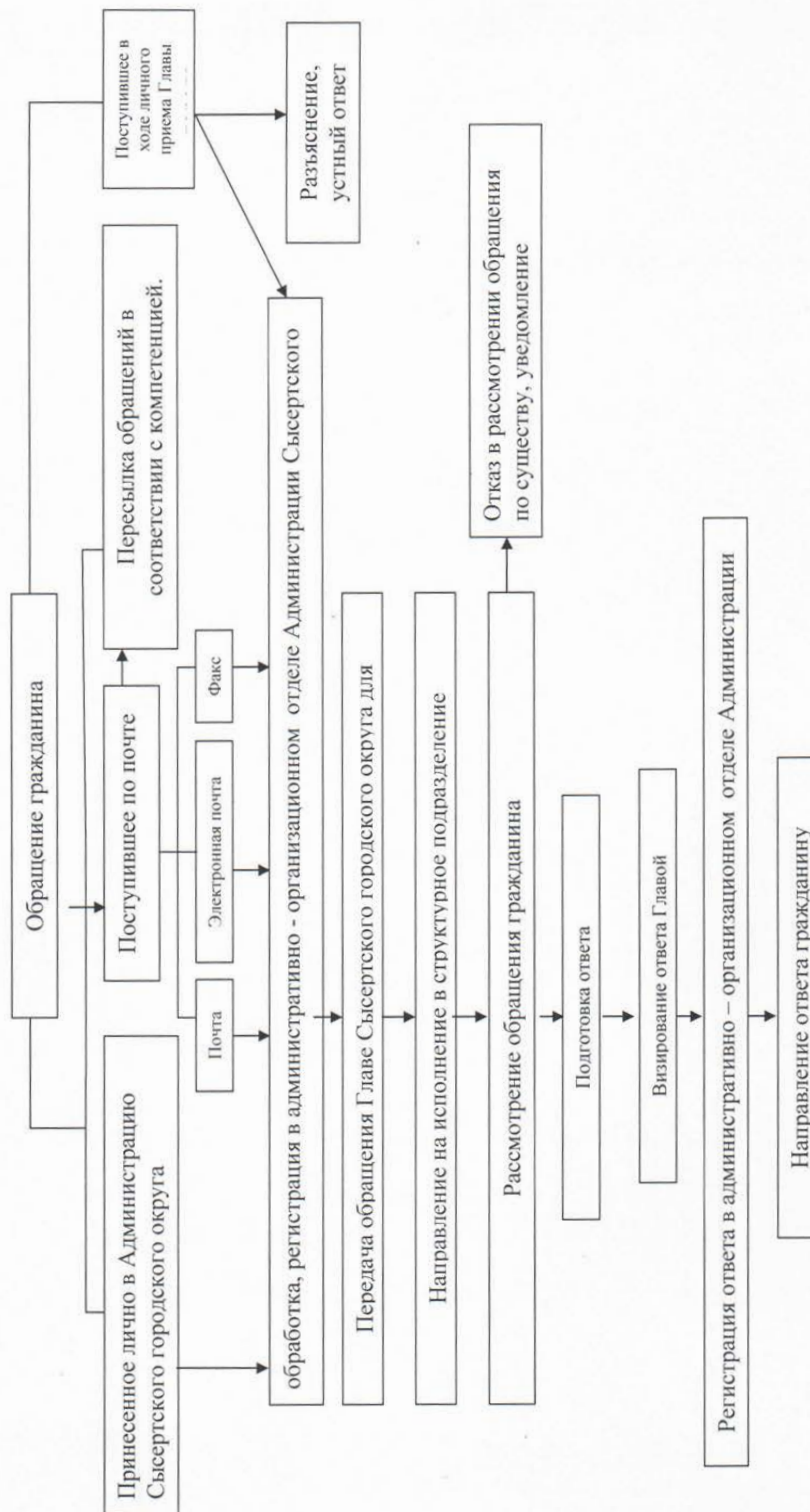 Обращение гражданина
Принесенное лично в Администрацию
Сысертского городского округа
Поступившее по почте
Пересылка обращений в
соответствии с компетенцией.
Поступившее в
ходе личного
приема Главы
Почта
Электронная почта
Факс
Разъяснение,
устный ответ
обработка, регистрация в административно - организационном отделе Администрации Сысертского
Передача обращения Главе Сысертского городского округа для
Направление на исполнение в структурное подразделение
Рассмотрение обращения гражданина
Отказ в рассмотрении обращения
по существу, уведомление
Подготовка ответа
Визирование ответа Главой
Регистрация ответа в административно – организационном отделе Администрации
Направление ответа гражданину